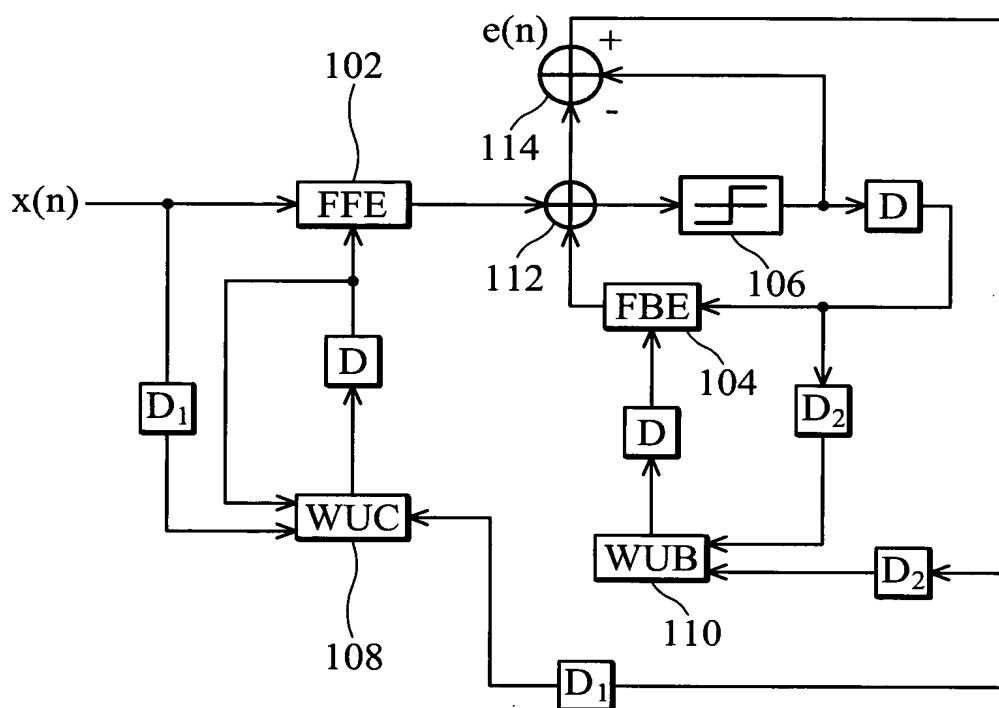 e(n)
+
102
-
114
x(n)
FFE
D
112
106
FBE
D
104
D₁
D₂
D
WUC
WUB
D₂
108
110
D₁